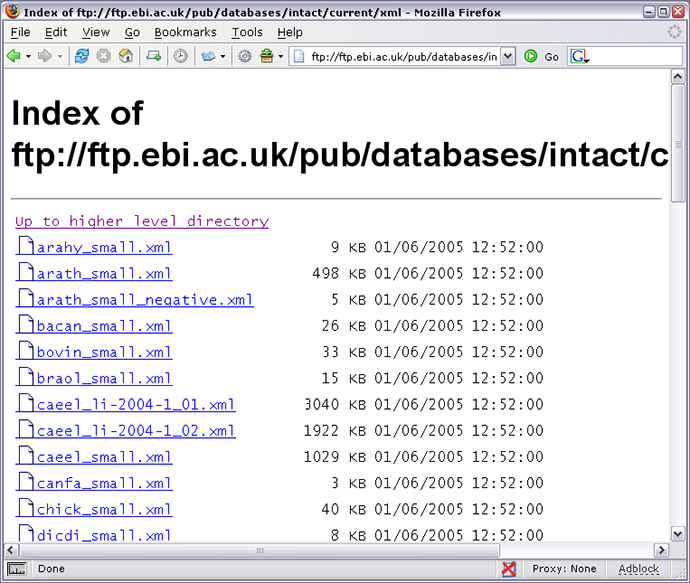 Index of ftp://ftp.ebi.ac.uk/pub/databases/intact/current/xml - Mozilla Firefox
File Edit View Go Bookmarks Tools Help
ftp://ftp.ebi.ac.uk/pub/databases/in Go G
Index of
ftp://ftp.ebi.ac.uk/pub/databases/intact/c
Up to higher level directory
arahy_small.xml 9 KB 01/06/2005 12:52:00
arath_small.xml 498 KB 01/06/2005 12:52:00
arath_small_negative.xml 5 KB 01/06/2005 12:52:00
bacan_small.xml 26 KB 01/06/2005 12:52:00
bovin_small.xml 33 KB 01/06/2005 12:52:00
braol_small.xml 15 KB 01/06/2005 12:52:00
caeel_li-2004-1_01.xml 3040 KB 01/06/2005 12:52:00
caeel_li-2004-1_02.xml 1922 KB 01/06/2005 12:52:00
caeel_small.xml 1029 KB 01/06/2005 12:52:00
canfa_small.xml 3 KB 01/06/2005 12:52:00
chick_small.xml 40 KB 01/06/2005 12:52:00
dicdi_small.xml 8 KB 01/06/2005 12:52:00
Done Proxy: None Adblock